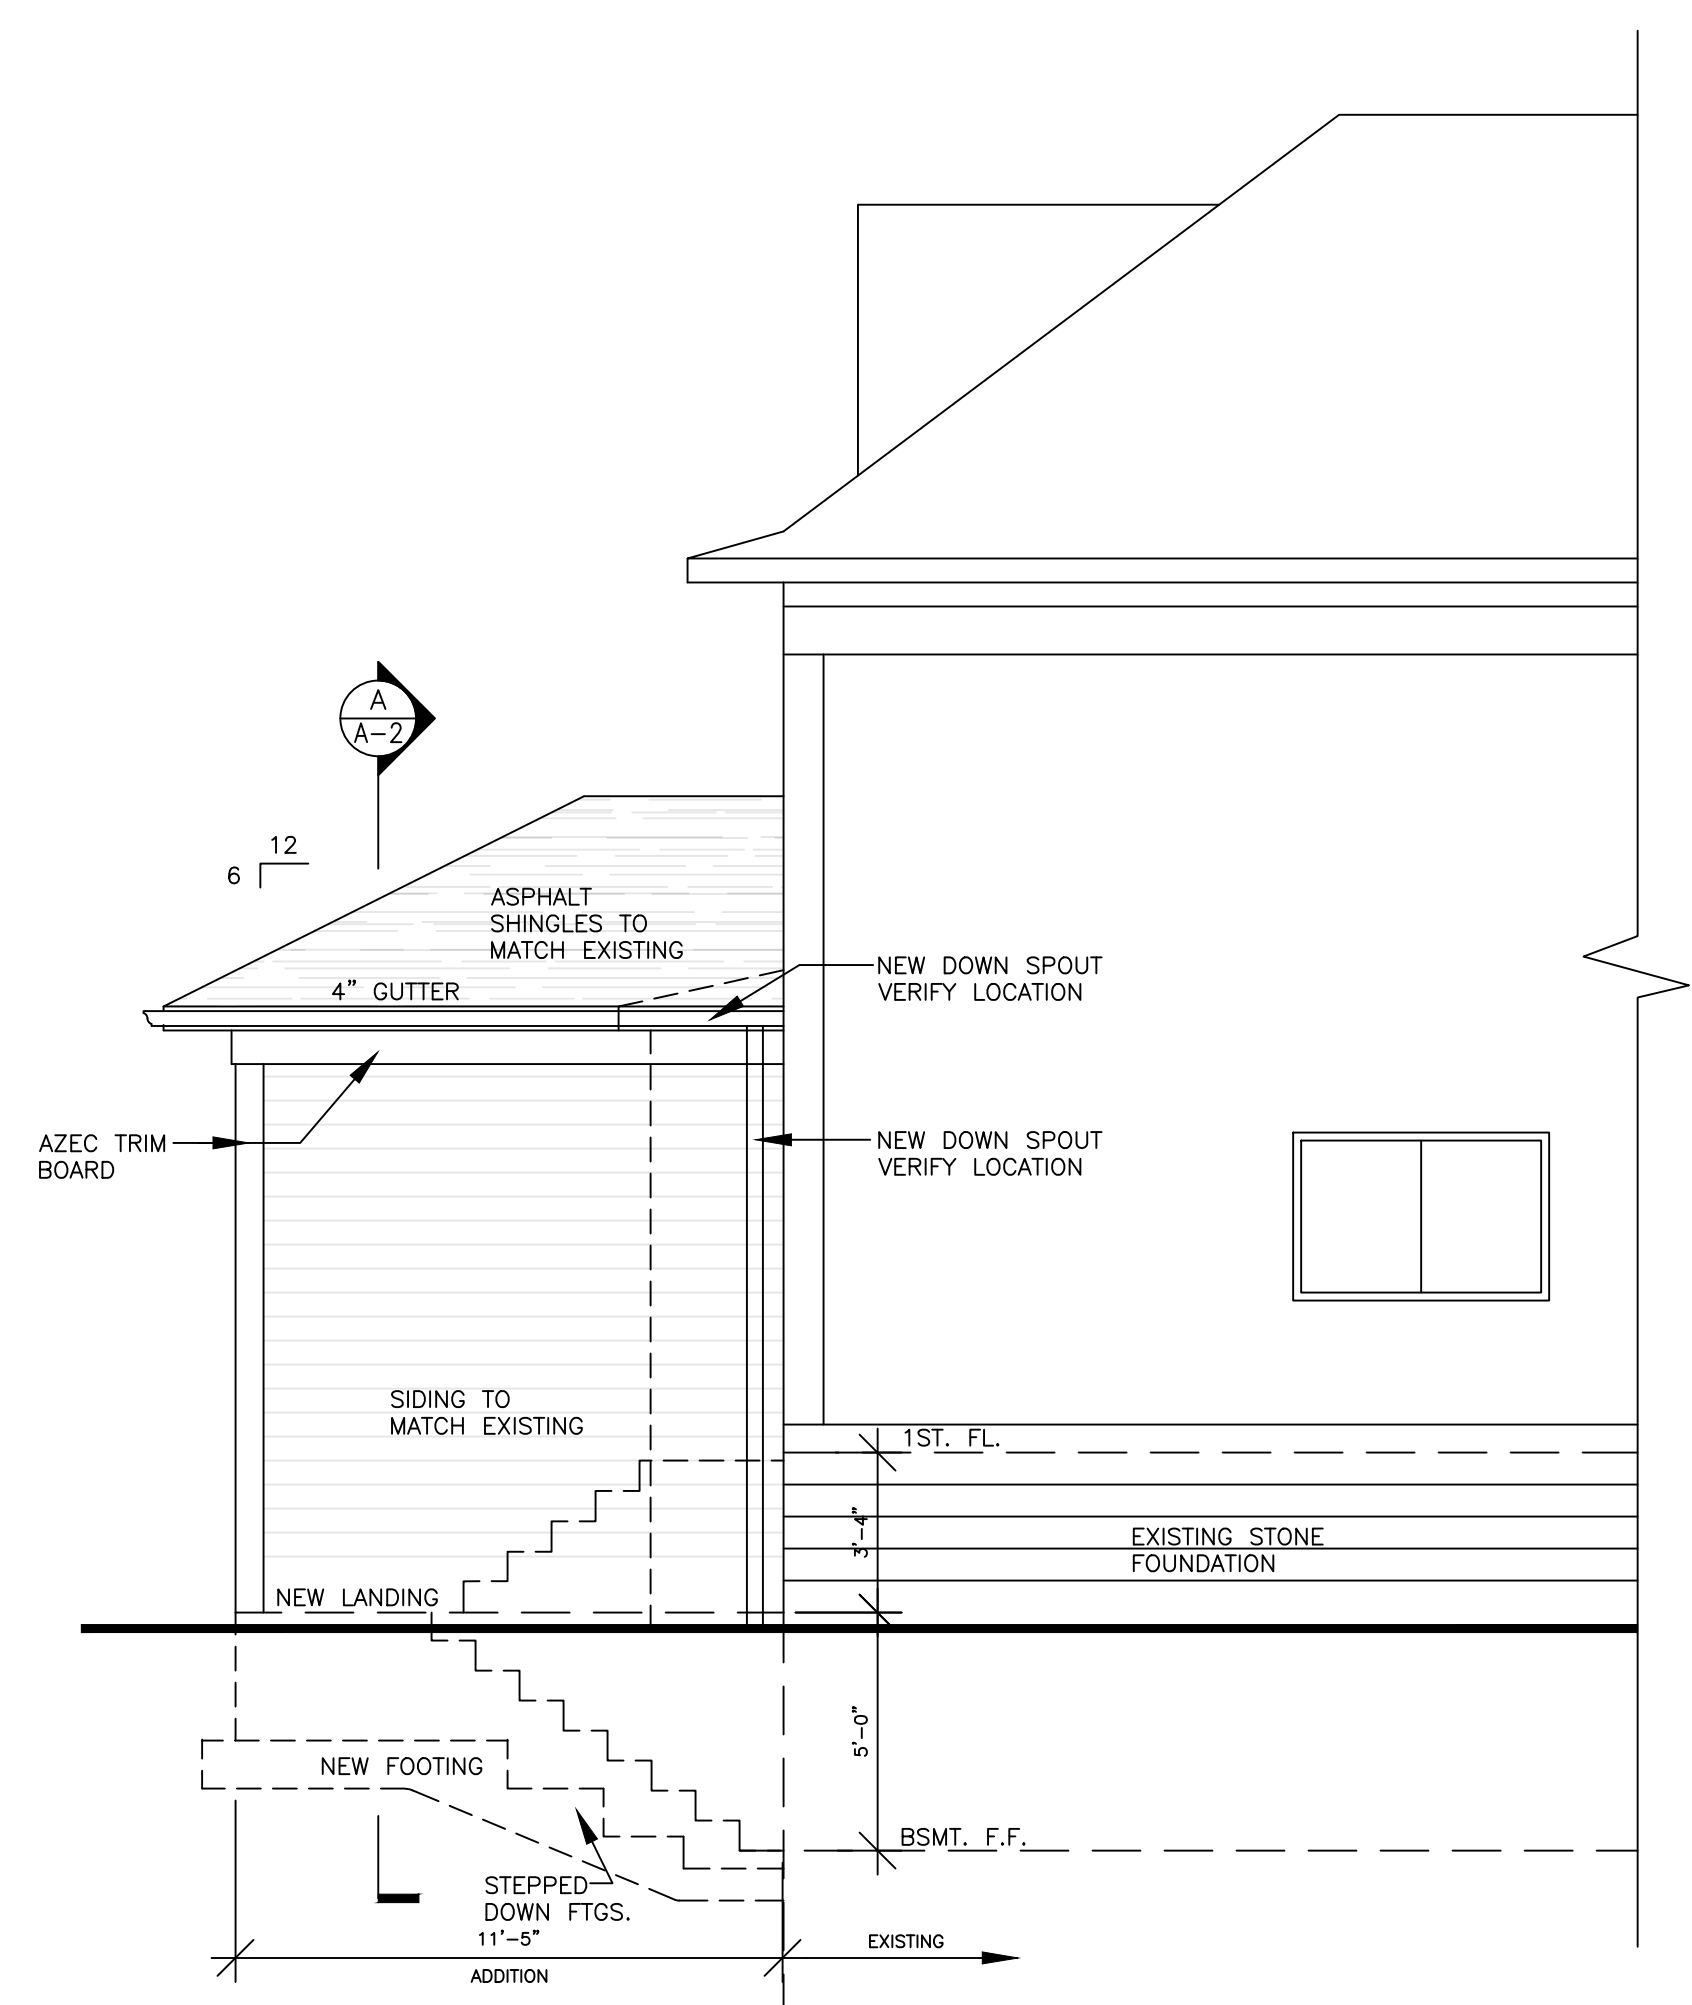 A
A-2
12
6
ASPHALT
SHINGLES TO
MATCH EXISTING
4" GUTTER
NEW DOWN SPOUT
VERIFY LOCATION
AZEC TRIM
BOARD
NEW DOWN SPOUT
VERIFY LOCATION
SIDING TO
MATCH EXISTING
1ST. FL.
3'-4"
EXISTING STONE
FOUNDATION
NEW LANDING
5'-0"
NEW FOOTING
BSMT. F.F.
STEPPED
DOWN FTGS.
11'-5"
ADDITION
EXISTING